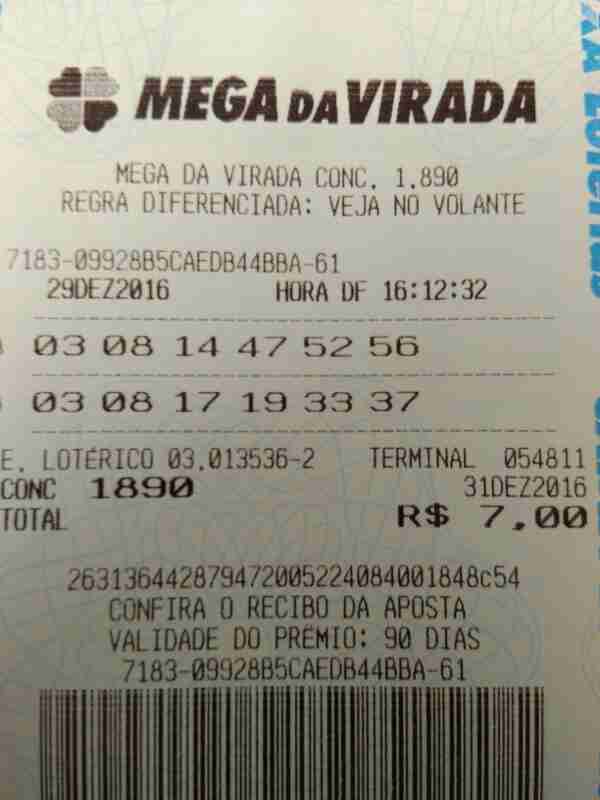 MEGA DA VIRADA
MEGA DA VIRADA CONC. 1.890
REGRA DIFERENCIADA: VEJA NO VOLANTE
7183-09928B5CAEDB44BBA-61
29DEZ2016 HORA DF 16:12:32
03 08 14 47 52 56
03 08 17 19 33 37
E. LOTÉRICO 03.013536-2 TERMINAL 054811
CONC 1890 31DEZ2016
TOTAL R$ 7,00
263136442879472005224084001848c54
CONFIRA O RECIBO DA APOSTA
VALIDADE DO PRÊMIO: 90 DIAS
7183-09928B5CAEDB44BBA-61
Loterias